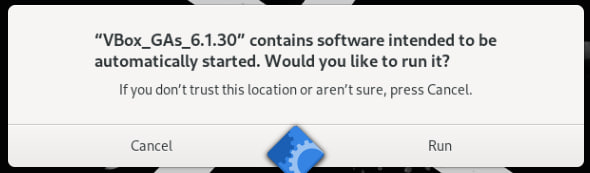 “VBox_GAs_6.1.30” contains software intended to be
automatically started. Would you like to run it?
If you don’t trust this location or aren’t sure, press Cancel.
Cancel
Run